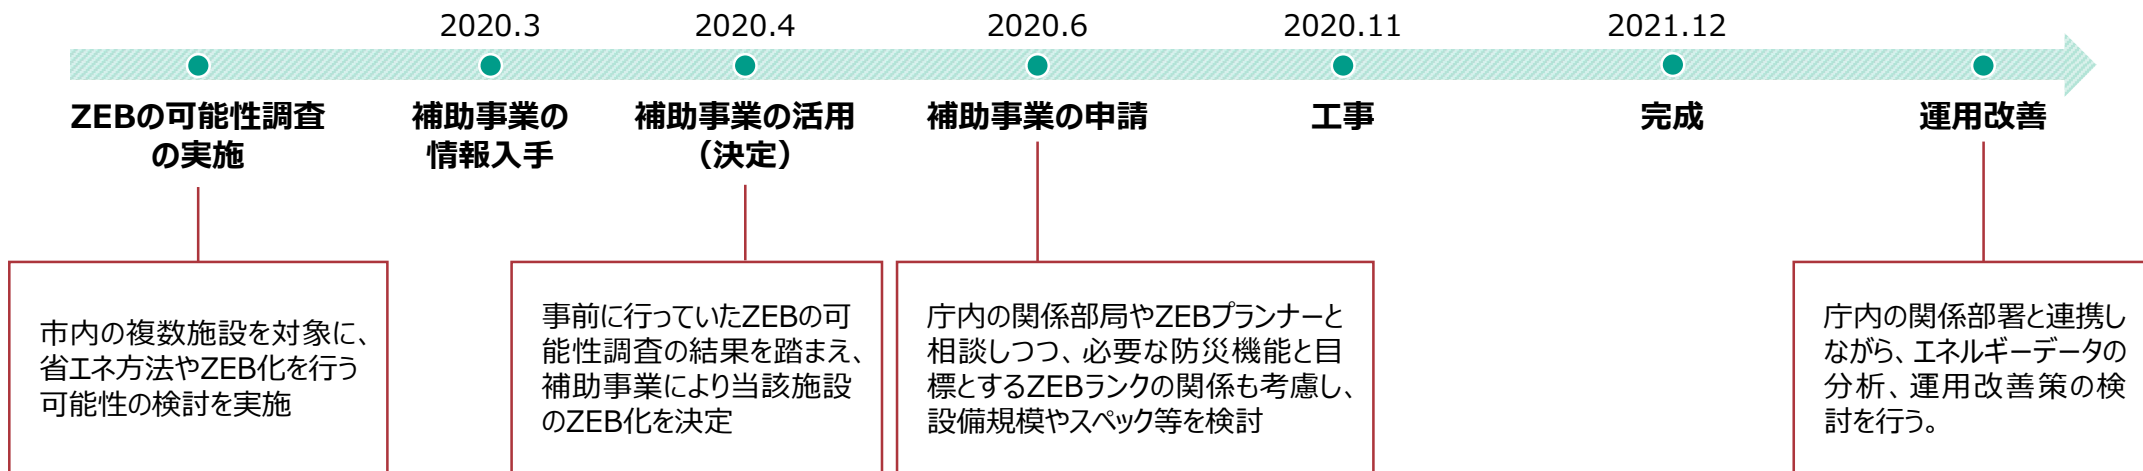 2020.3
2020.4
2020.6
2020.11
2021.12
ZEBの可能性調査
の実施
補助事業の
情報入手
補助事業の活用
（決定）
補助事業の申請
工事
完成
運用改善
市内の複数施設を対象に、
省エネ方法やZEB化を行う
可能性の検討を実施
事前に行っていたZEBの可
能性調査の結果を踏まえ、
補助事業により当該施設
のZEB化を決定
庁内の関係部局やZEBプランナーと
相談しつつ、必要な防災機能と目
標とするZEBランクの関係も考慮し、
設備規模やスペック等を検討
庁内の関係部署と連携し
ながら、エネルギーデータの
分析、運用改善策の検
討を行う。